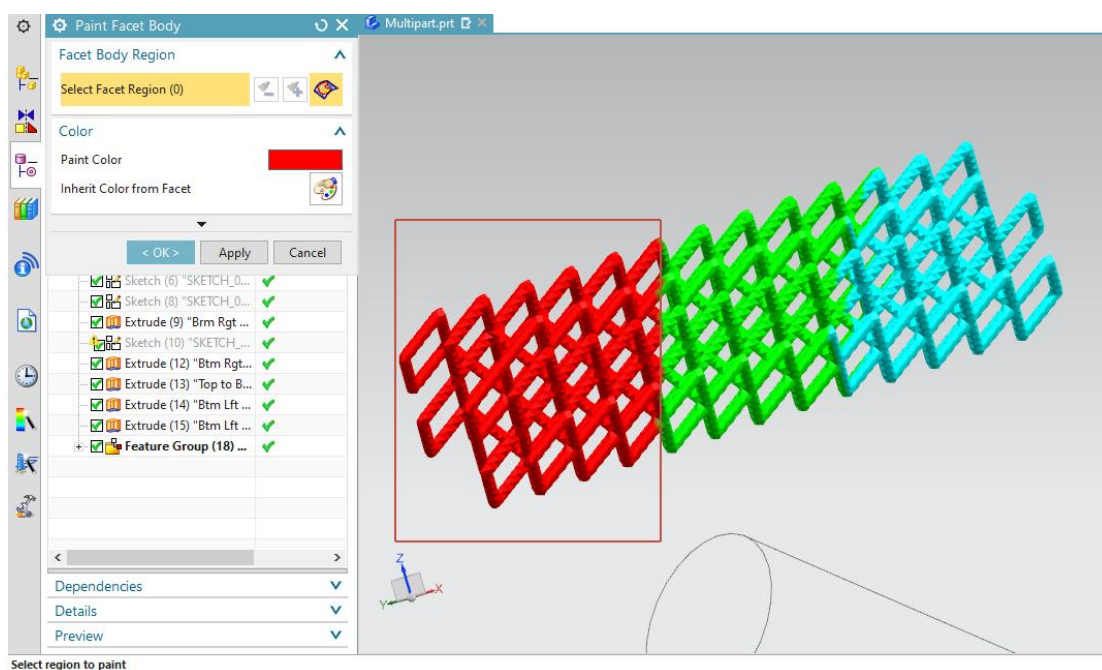 Paint Facet Body
Multipart.prt
Facet Body Region
Select Facet Region (0)
Color
Paint Color
Inherit Color from Facet
< OK >
Apply
Cancel
Sketch (6) "SKETCH_0...
Sketch (8) "SKETCH_0...
Extrude (9) "Brm Rgt ...
Sketch (10) "SKETCH_...
Extrude (12) "Btm Rgt...
Extrude (13) "Top to B...
Extrude (14) "Btm Lft ...
Extrude (15) "Btm Lft ...
Feature Group (18) ...
Dependencies
Details
Preview
Z
X
Y
Select region to paint